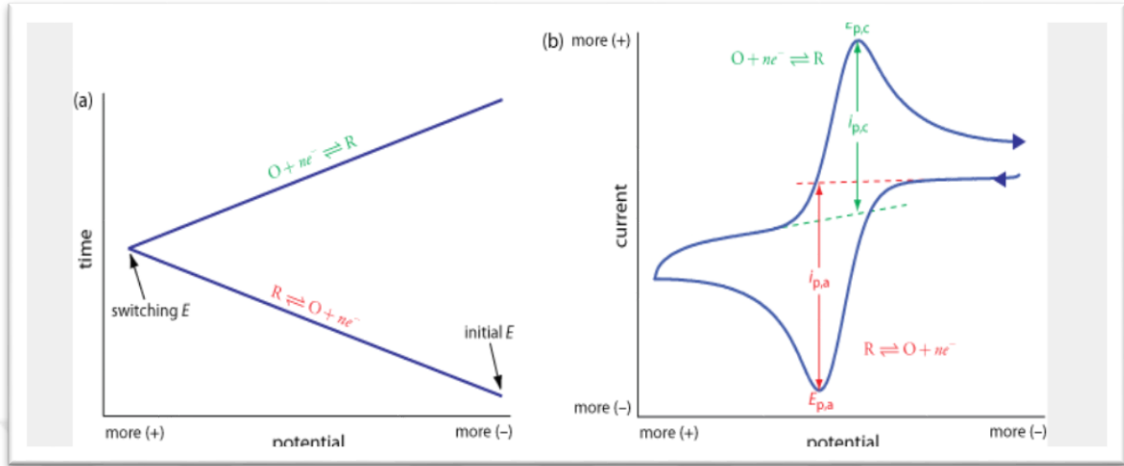 (a)
O + ne⁻ ⇌ R
time
switching E
R ⇌ O + ne⁻
initial E
more (+)
potential
more (−)
(b)
more (+)
Ep,c
O + ne⁻ ⇌ R
ip,c
current
ip,a
R ⇌ O + ne⁻
Ep,a
more (−)
more (+)
potential
more (−)